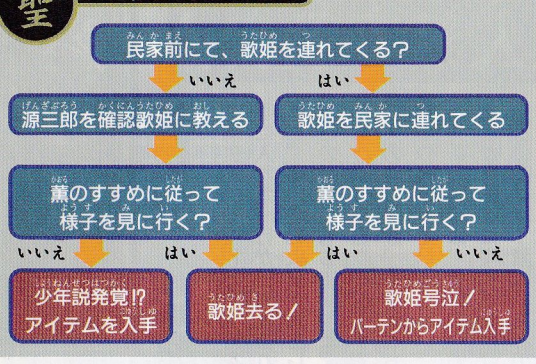 聖
民家前にて、歌姫を連れてくる?
いいえ はい
源三郎を確認歌姫に教える
歌姫を民家に連れてくる
薫のすすめに従って
様子を見に行く?
薫のすすめに従って
様子を見に行く?
いいえ はい はい いいえ
少年説発覚!?
アイテムを入手
歌姫去る!
歌姫号泣!
バーテンからアイテム入手